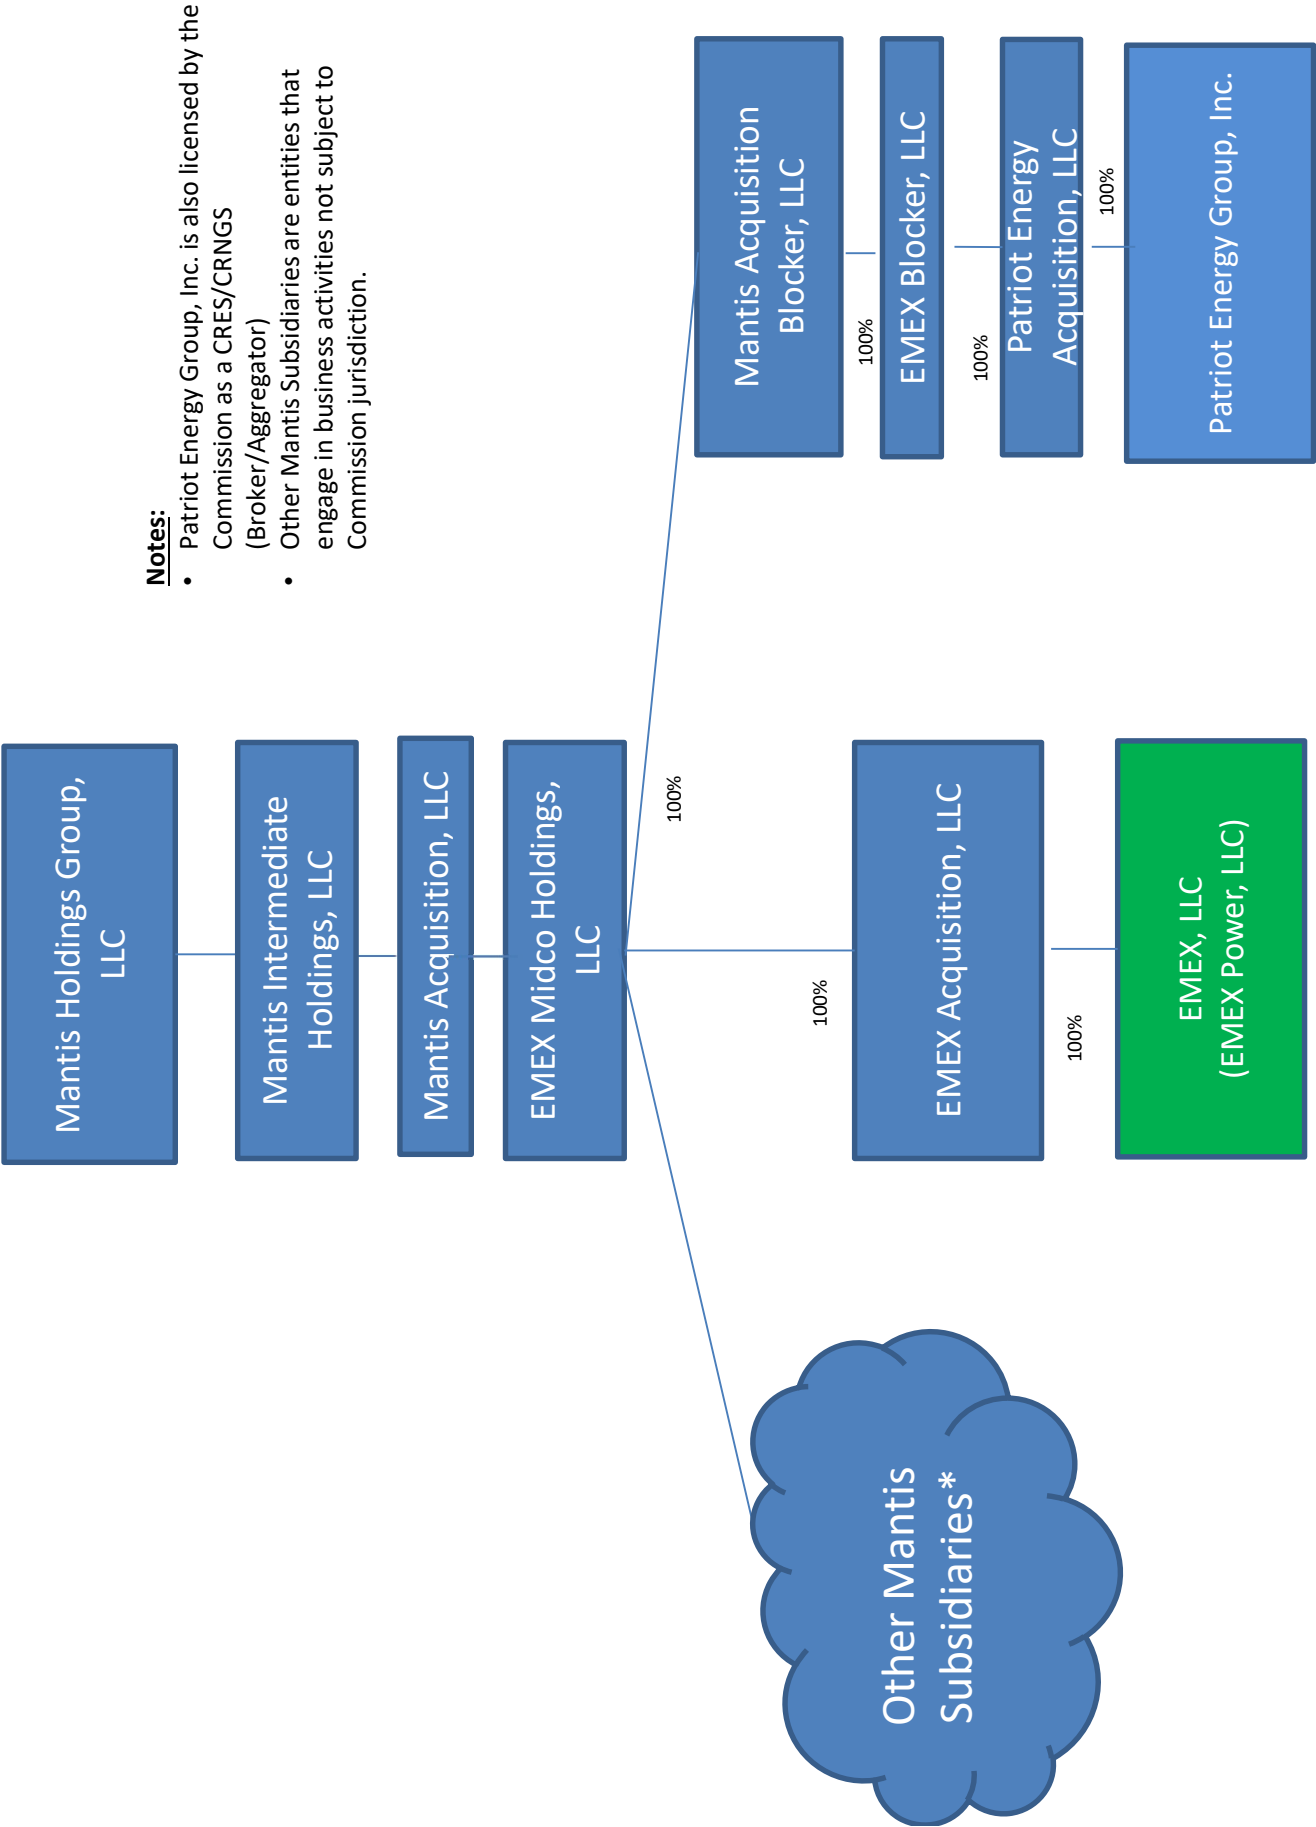 Mantis Holdings Group,
LLC
Notes:
• Patriot Energy Group, Inc. is also licensed by the
Commission as a CRES/CRNGS
(Broker/Aggregator)
• Other Mantis Subsidiaries are entities that
engage in business activities not subject to
Commission jurisdiction.
Mantis Intermediate
Holdings, LLC
Mantis Acquisition, LLC
EMEX Midco Holdings,
LLC
100%
Other Mantis
Subsidiaries*
100%
EMEX Acquisition, LLC
100%
EMEX, LLC
(EMEX Power, LLC)
Mantis Acquisition
Blocker, LLC
100%
EMEX Blocker, LLC
100%
Patriot Energy
Acquisition, LLC
100%
Patriot Energy Group, Inc.